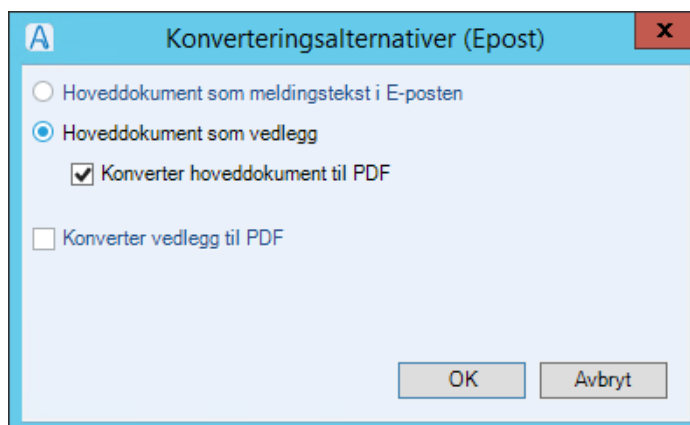 A
Konverteringsalternativer (Epost)
x
Hoveddokument som meldingstekst i E-posten
Hoveddokument som vedlegg
Konverter hoveddokument til PDF
Konverter vedlegg til PDF
OK
Avbryt